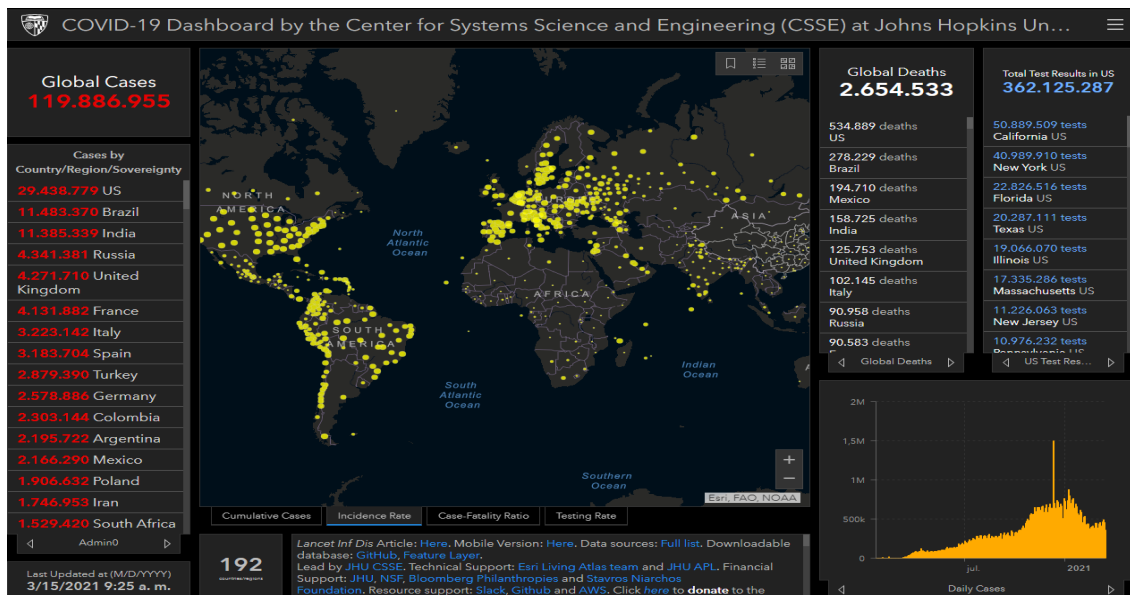 COVID-19 Dashboard by the Center for Systems Science and Engineering (CSSE) at Johns Hopkins Un...
Global Cases
119.886.955
Cases by
Country/Region/Sovereignty
29.438.779 US
11.483.370 Brazil
11.385.339 India
4.341.381 Russia
4.271.710 United
Kingdom
4.131.882 France
3.223.142 Italy
3.183.704 Spain
2.879.390 Turkey
2.578.886 Germany
2.303.144 Colombia
2.195.722 Argentina
2.166.290 Mexico
1.906.632 Poland
1.746.953 Iran
1.529.420 South Africa
Admin0
Last Updated at (M/D/YYYY)
3/15/2021 9:25 a. m.
NORTH
AMERICA
North
Atlantic
Ocean
ASIA
AFRICA
SOUTH
AMERICA
Indian
Ocean
South
Atlantic
Ocean
Southern
Ocean
Esri, FAO, NOAA
Cumulative Cases
Incidence Rate
Case-Fatality Ratio
Testing Rate
192
countries/regions
Lancet Inf Dis Article: Here. Mobile Version: Here. Data sources: Full list. Downloadable
database: GitHub, Feature Layer.
Lead by JHU CSSE. Technical Support: Esri Living Atlas team and JHU APL. Financial
Support: JHU, NSF, Bloomberg Philanthropies and Stavros Niarchos
Foundation. Resource support: Slack, Github and AWS. Click here to donate to the
Global Deaths
2.654.533
534.889 deaths
US
278.229 deaths
Brazil
194.710 deaths
Mexico
158.725 deaths
India
125.753 deaths
United Kingdom
102.145 deaths
Italy
90.958 deaths
Russia
90.583 deaths
Global Deaths
Total Test Results in US
362.125.287
50.889.509 tests
California US
40.989.910 tests
New York US
22.826.516 tests
Florida US
20.287.111 tests
Texas US
19.066.070 tests
Illinois US
17.335.286 tests
Massachusetts US
11.226.063 tests
New Jersey US
10.976.232 tests
Pennsylvania US
US Test Res...
2M
1,5M
1M
500k
0
jul.
2021
Daily Cases